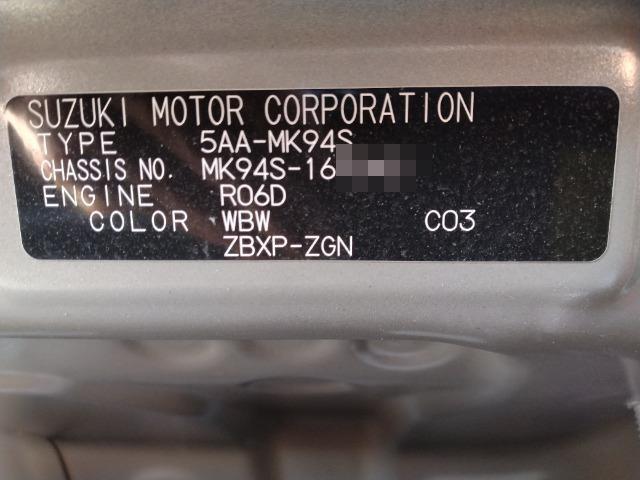 SUZUKI MOTOR CORPORATION
TYPE 5AA-MK94S
CHASSIS NO. MK94S-16
ENGINE R06D
COLOR WBW C03
ZBXP-ZGN